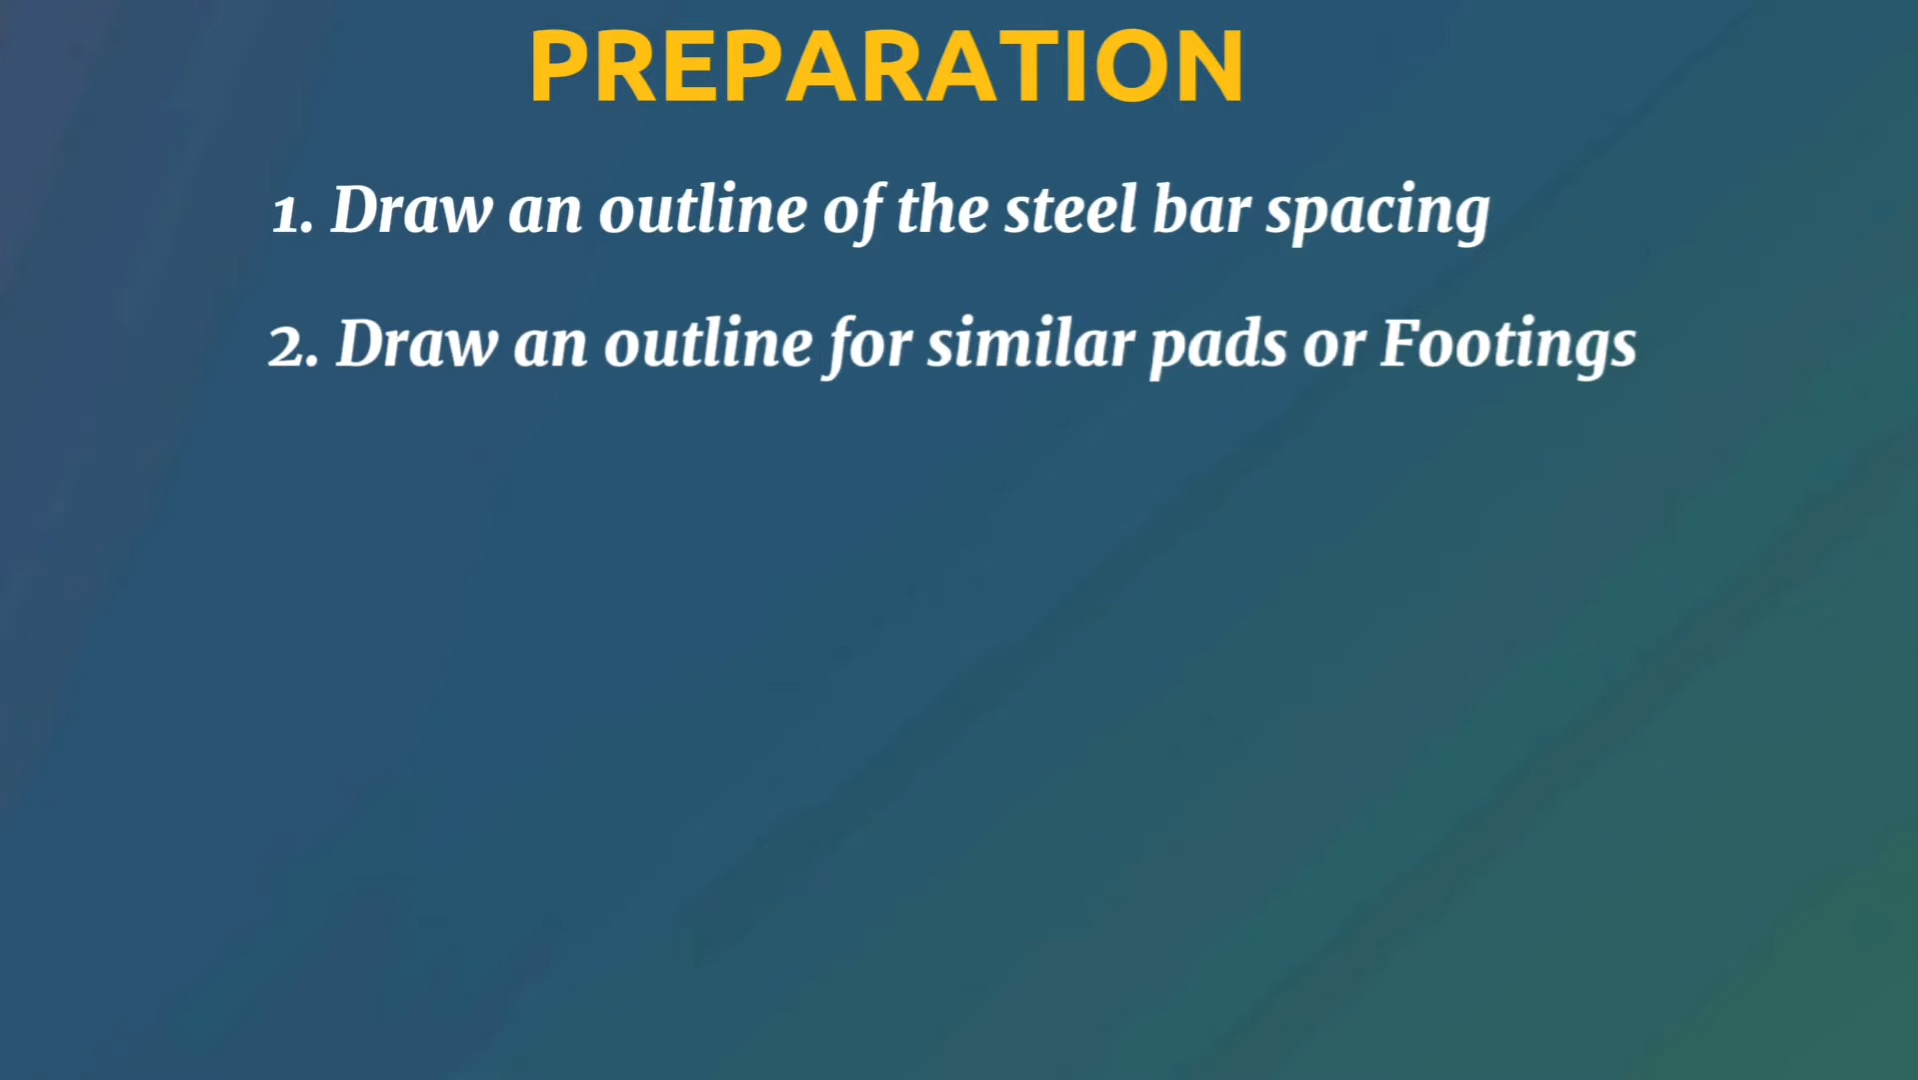 PREPARATION
1. Draw an outline of the steel bar spacing
2. Draw an outline for similar pads or Footings